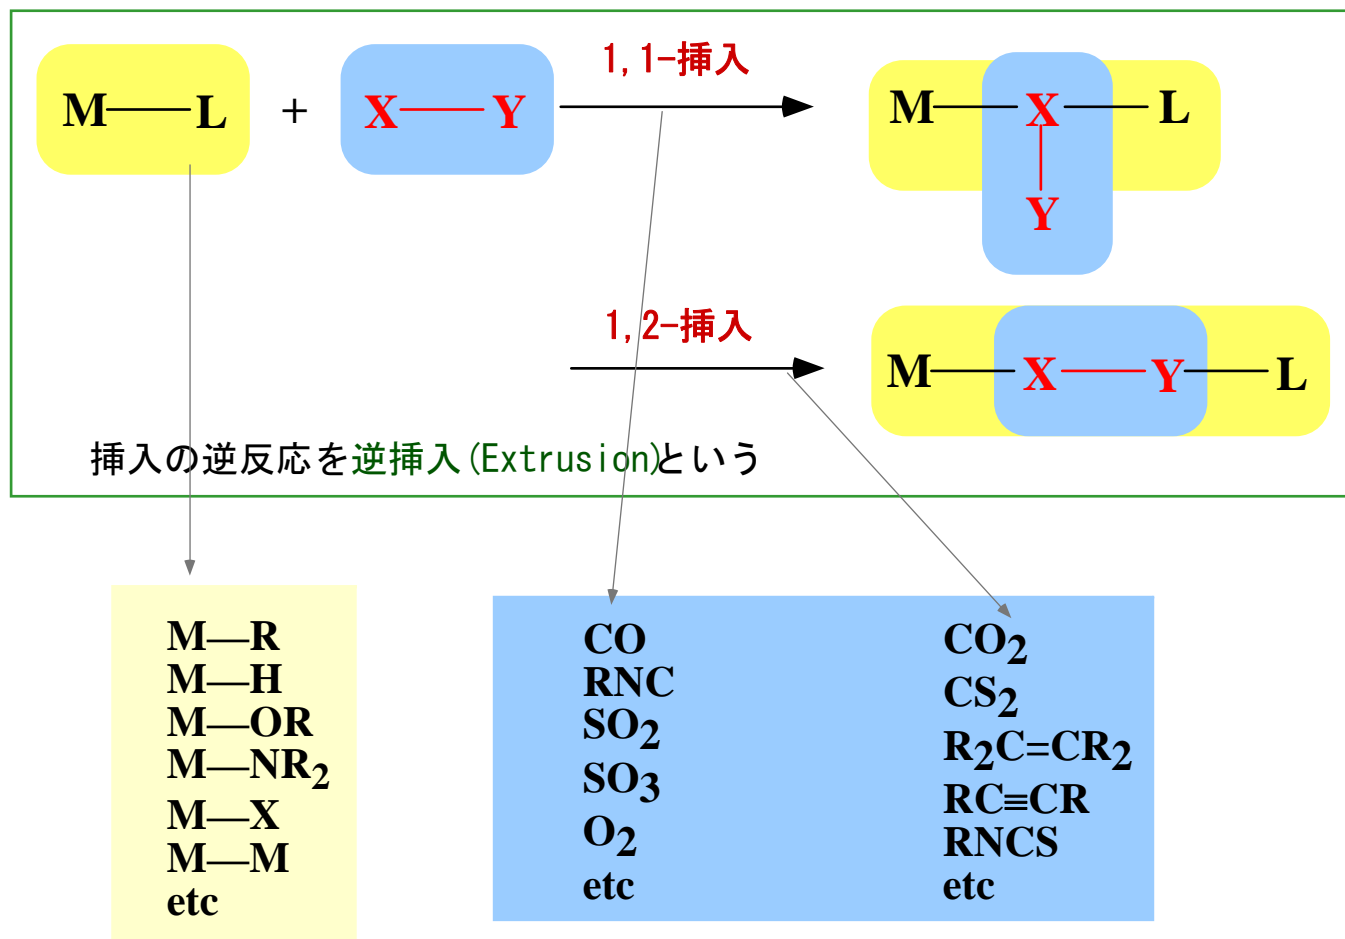 M—L + X—Y 1,1-挿入 M—X—L
Y
1,2-挿入
M—X—Y—L
挿入の逆反応を逆挿入(Extrusion)という
M—R
M—H
M—OR
M—NR2
M—X
M—M
etc
CO
RNC
SO2
SO3
O2
etc
CO2
CS2
R2C=CR2
RC≡CR
RNCS
etc